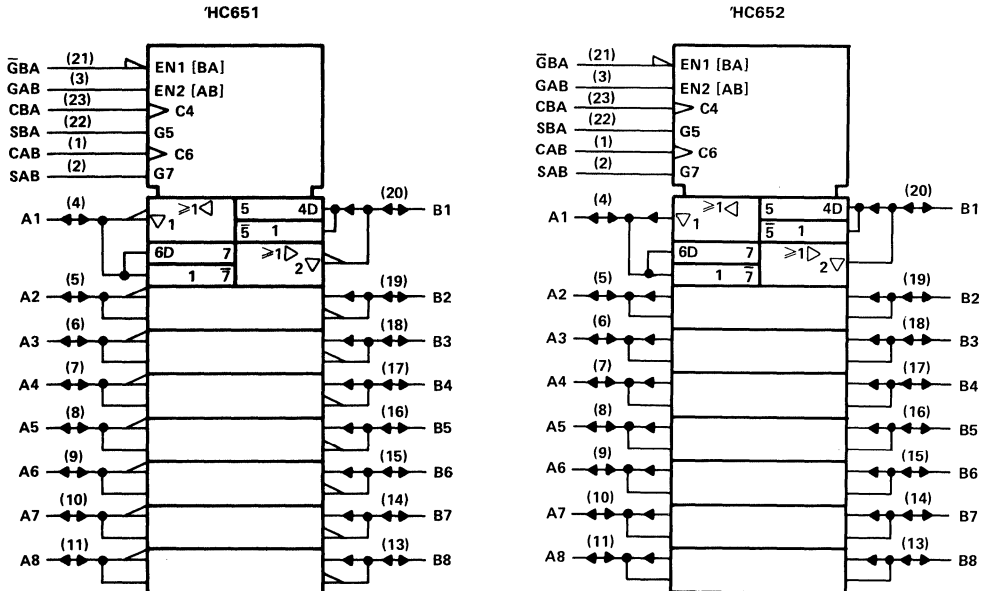 'HC651
G̅BA (21) EN1 [BA]
GAB (3) EN2 [AB]
CBA (23) C4
SBA (22) G5
CAB (1) C6
SAB (2) G7
A1 (4) 1 ≥1 5 4D (20) B1
5̅ 1
6D 7 ≥1
1 7̅ 2
A2 (5) (19) B2
A3 (6) (18) B3
A4 (7) (17) B4
A5 (8) (16) B5
A6 (9) (15) B6
A7 (10) (14) B7
A8 (11) (13) B8
'HC652
G̅BA (21) EN1 [BA]
GAB (3) EN2 [AB]
CBA (23) C4
SBA (22) G5
CAB (1) C6
SAB (2) G7
A1 (4) 1 ≥1 5 4D (20) B1
5̅ 1
6D 7 ≥1
1 7̅ 2
A2 (5) (19) B2
A3 (6) (18) B3
A4 (7) (17) B4
A5 (8) (16) B5
A6 (9) (15) B6
A7 (10) (14) B7
A8 (11) (13) B8